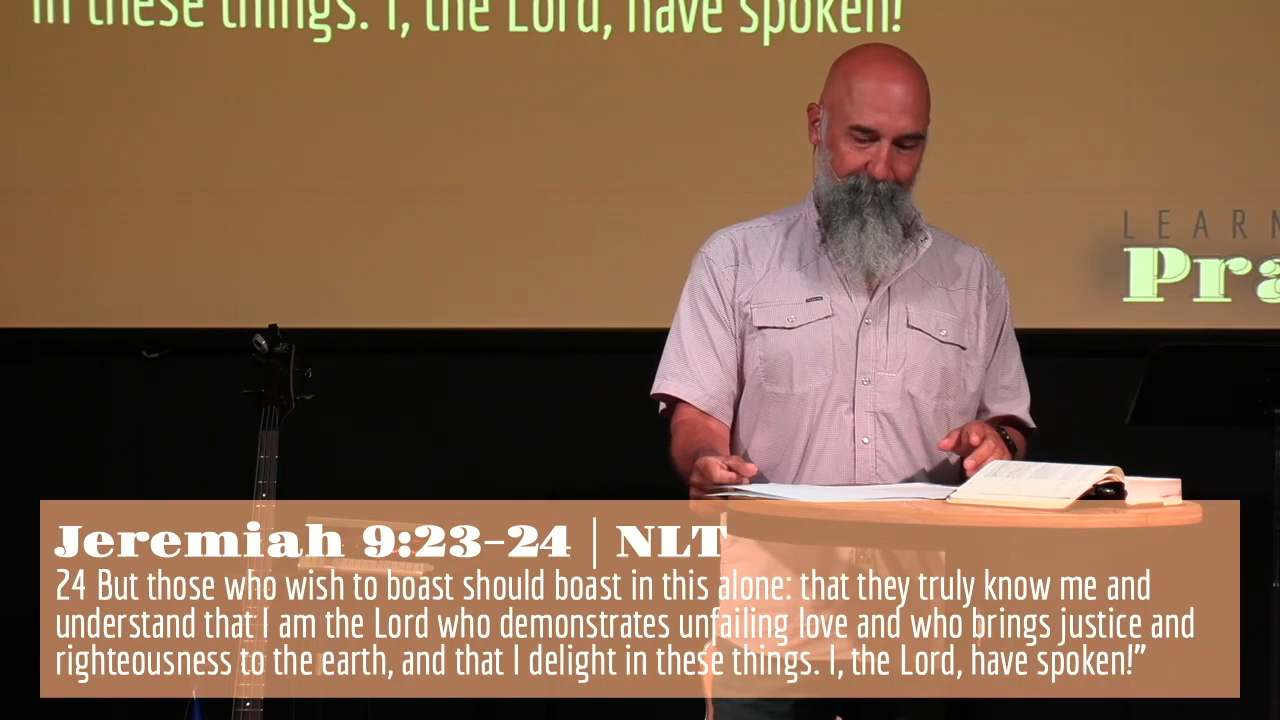 in these things. I, the Lord, have spoken!
LEARN
Pra
Jeremiah 9:23-24 | NLT
24 But those who wish to boast should boast in this alone: that they truly know me and
understand that I am the Lord who demonstrates unfailing love and who brings justice and
righteousness to the earth, and that I delight in these things. I, the Lord, have spoken!”